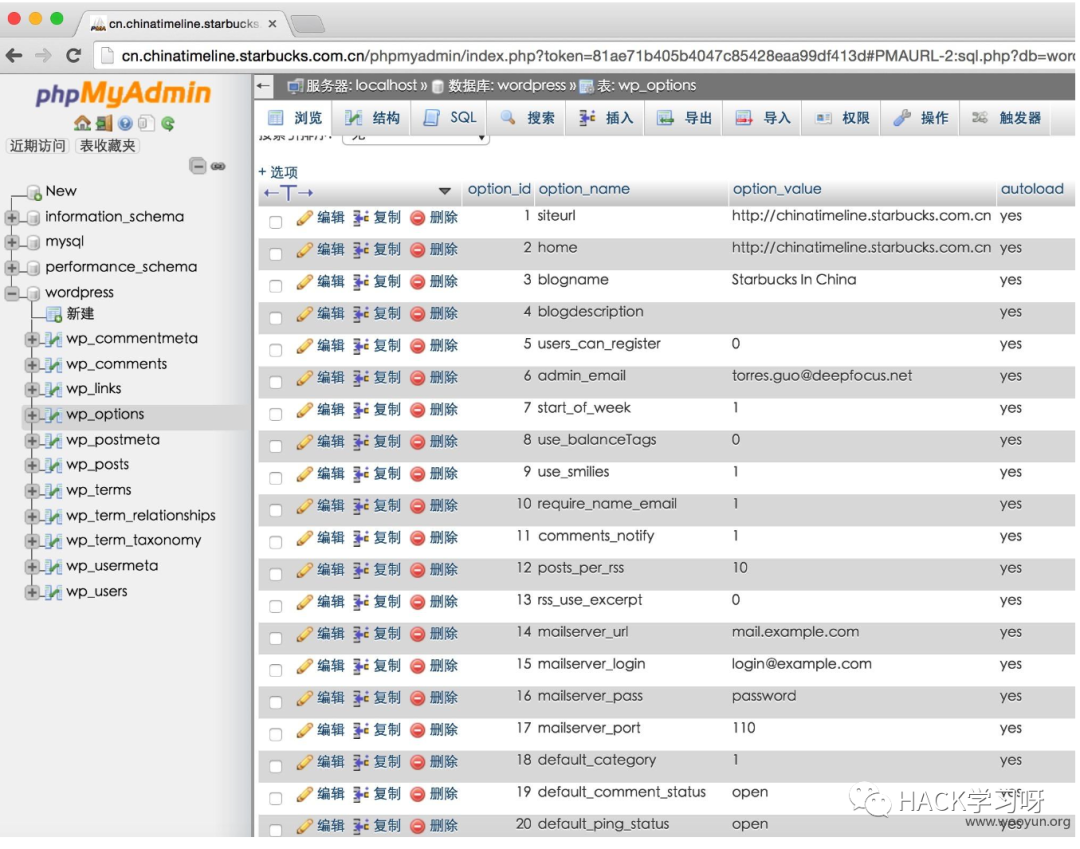 cn.chinatimeline.starbucks.
cn.chinatimeline.starbucks.com.cn/phpmyadmin/index.php?token=81ae71b405b4047c85428eaa99df413d#PMAURL-2:sql.php?db=wor
phpMyAdmin
近期访问 表收藏夹
New
information_schema
mysql
performance_schema
wordpress
新建
wp_commentmeta
wp_comments
wp_links
wp_options
wp_postmeta
wp_posts
wp_terms
wp_term_relationships
wp_term_taxonomy
wp_usermeta
wp_users
服务器: localhost » 数据库: wordpress » 表: wp_options
浏览 结构 SQL 搜索 插入 导出 导入 权限 操作 触发器
+ 选项
←T→ option_id option_name option_value autoload
编辑 复制 删除 1 siteurl http://chinatimeline.starbucks.com.cn yes
编辑 复制 删除 2 home http://chinatimeline.starbucks.com.cn yes
编辑 复制 删除 3 blogname Starbucks In China yes
编辑 复制 删除 4 blogdescription yes
编辑 复制 删除 5 users_can_register 0 yes
编辑 复制 删除 6 admin_email torres.guo@deepfocus.net yes
编辑 复制 删除 7 start_of_week 1 yes
编辑 复制 删除 8 use_balanceTags 0 yes
编辑 复制 删除 9 use_smilies 1 yes
编辑 复制 删除 10 require_name_email 1 yes
编辑 复制 删除 11 comments_notify 1 yes
编辑 复制 删除 12 posts_per_rss 10 yes
编辑 复制 删除 13 rss_use_excerpt 0 yes
编辑 复制 删除 14 mailserver_url mail.example.com yes
编辑 复制 删除 15 mailserver_login login@example.com yes
编辑 复制 删除 16 mailserver_pass password yes
编辑 复制 删除 17 mailserver_port 110 yes
编辑 复制 删除 18 default_category 1 yes
编辑 复制 删除 19 default_comment_status open yes
编辑 复制 删除 20 default_ping_status open yes
HACK学习呀
www.wooyun.org